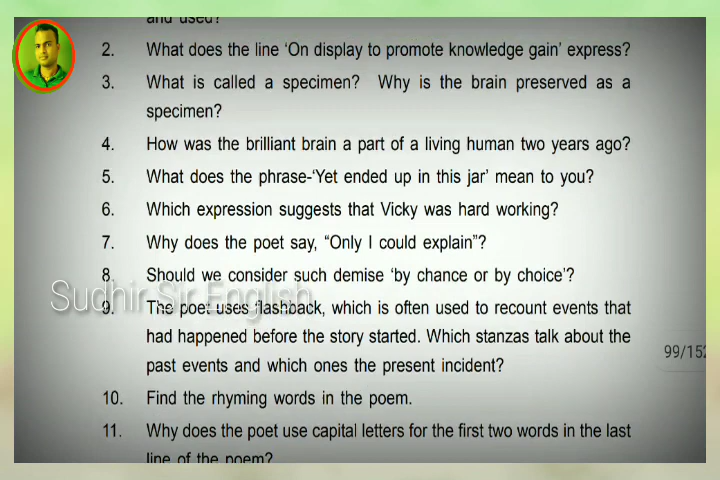 and used?
2. What does the line ‘On display to promote knowledge gain’ express?
3. What is called a specimen? Why is the brain preserved as a
specimen?
4. How was the brilliant brain a part of a living human two years ago?
5. What does the phrase-‘Yet ended up in this jar’ mean to you?
6. Which expression suggests that Vicky was hard working?
7. Why does the poet say, “Only I could explain”?
8. Should we consider such demise ‘by chance or by choice’?
Sudhir Sir English
9. The poet uses flashback, which is often used to recount events that
had happened before the story started. Which stanzas talk about the
99/152
past events and which ones the present incident?
10. Find the rhyming words in the poem.
11. Why does the poet use capital letters for the first two words in the last
line of the poem?